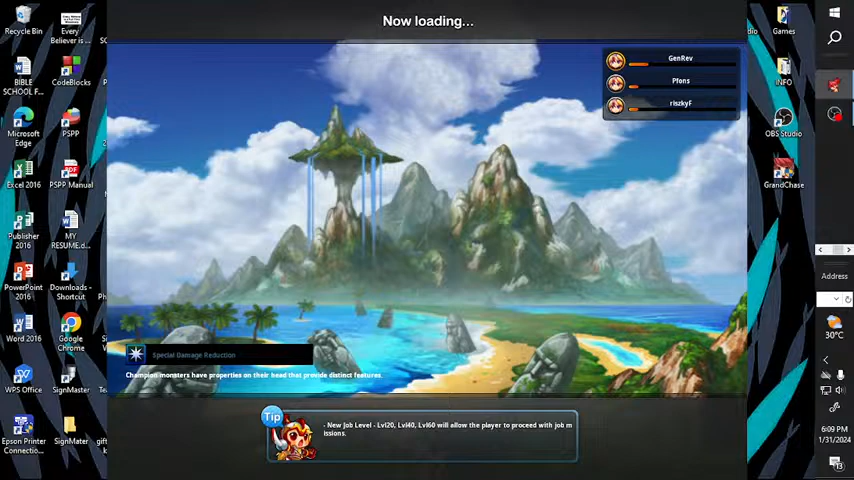 Now loading...
GenRev
Pfons
riszkyF
Special Damage Reduction
Champion monsters have properties on their head that provide distinct features.
Tip
- New Job Level - Lvl20, Lvl40, Lvl60 will allow the player to proceed with job m
issions.
Recycle Bin
Every
Believer is ...
BIBLE
SCHOOL F...
CodeBlocks
Microsoft
Edge
PSPP
Excel 2016
PSPP Manual
Publisher
2016
MY
RESUME.d...
PowerPoint
2016
Downloads -
Shortcut
Word 2016
Google
Chrome
WPS Office
SignMaster
Epson Printer
Connectio...
SignMater
Games
INFO
OBS Studio
GrandChase
Address
30°C
6:09 PM
1/31/2024
13